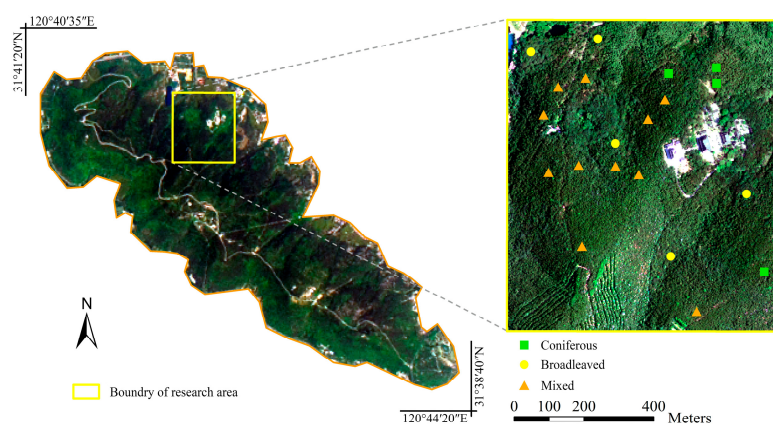 120°40′35″E
31°41′20″N
N
Boundry of research area
31°38′40″N
120°44′20″E
Coniferous
Broadleaved
Mixed
0 100 200 400 Meters